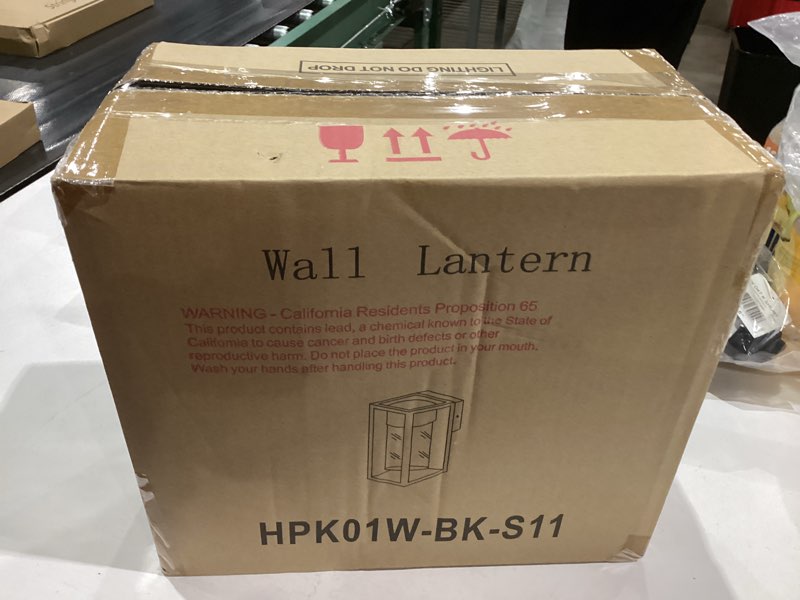 LIGHTING DO NOT DROP
Wall Lantern
WARNING - California Residents Proposition 65
This product contains lead, a chemical known to the State of
California to cause cancer and birth defects or other
reproductive harm. Do not place the product in your mouth.
Wash your hands after handling this product.
HPK01W-BK-S11